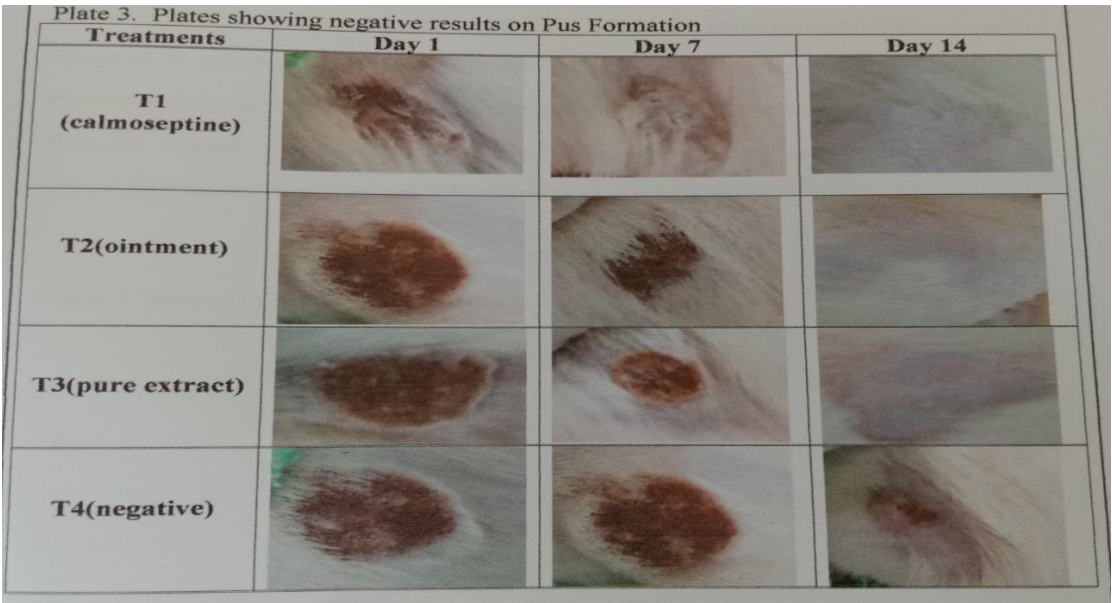 Plate 3. Plates showing negative results on Pus Formation
Treatments Day 1 Day 7 Day 14
T1
(calmoseptine)
T2(ointment)
T3(pure extract)
T4(negative)